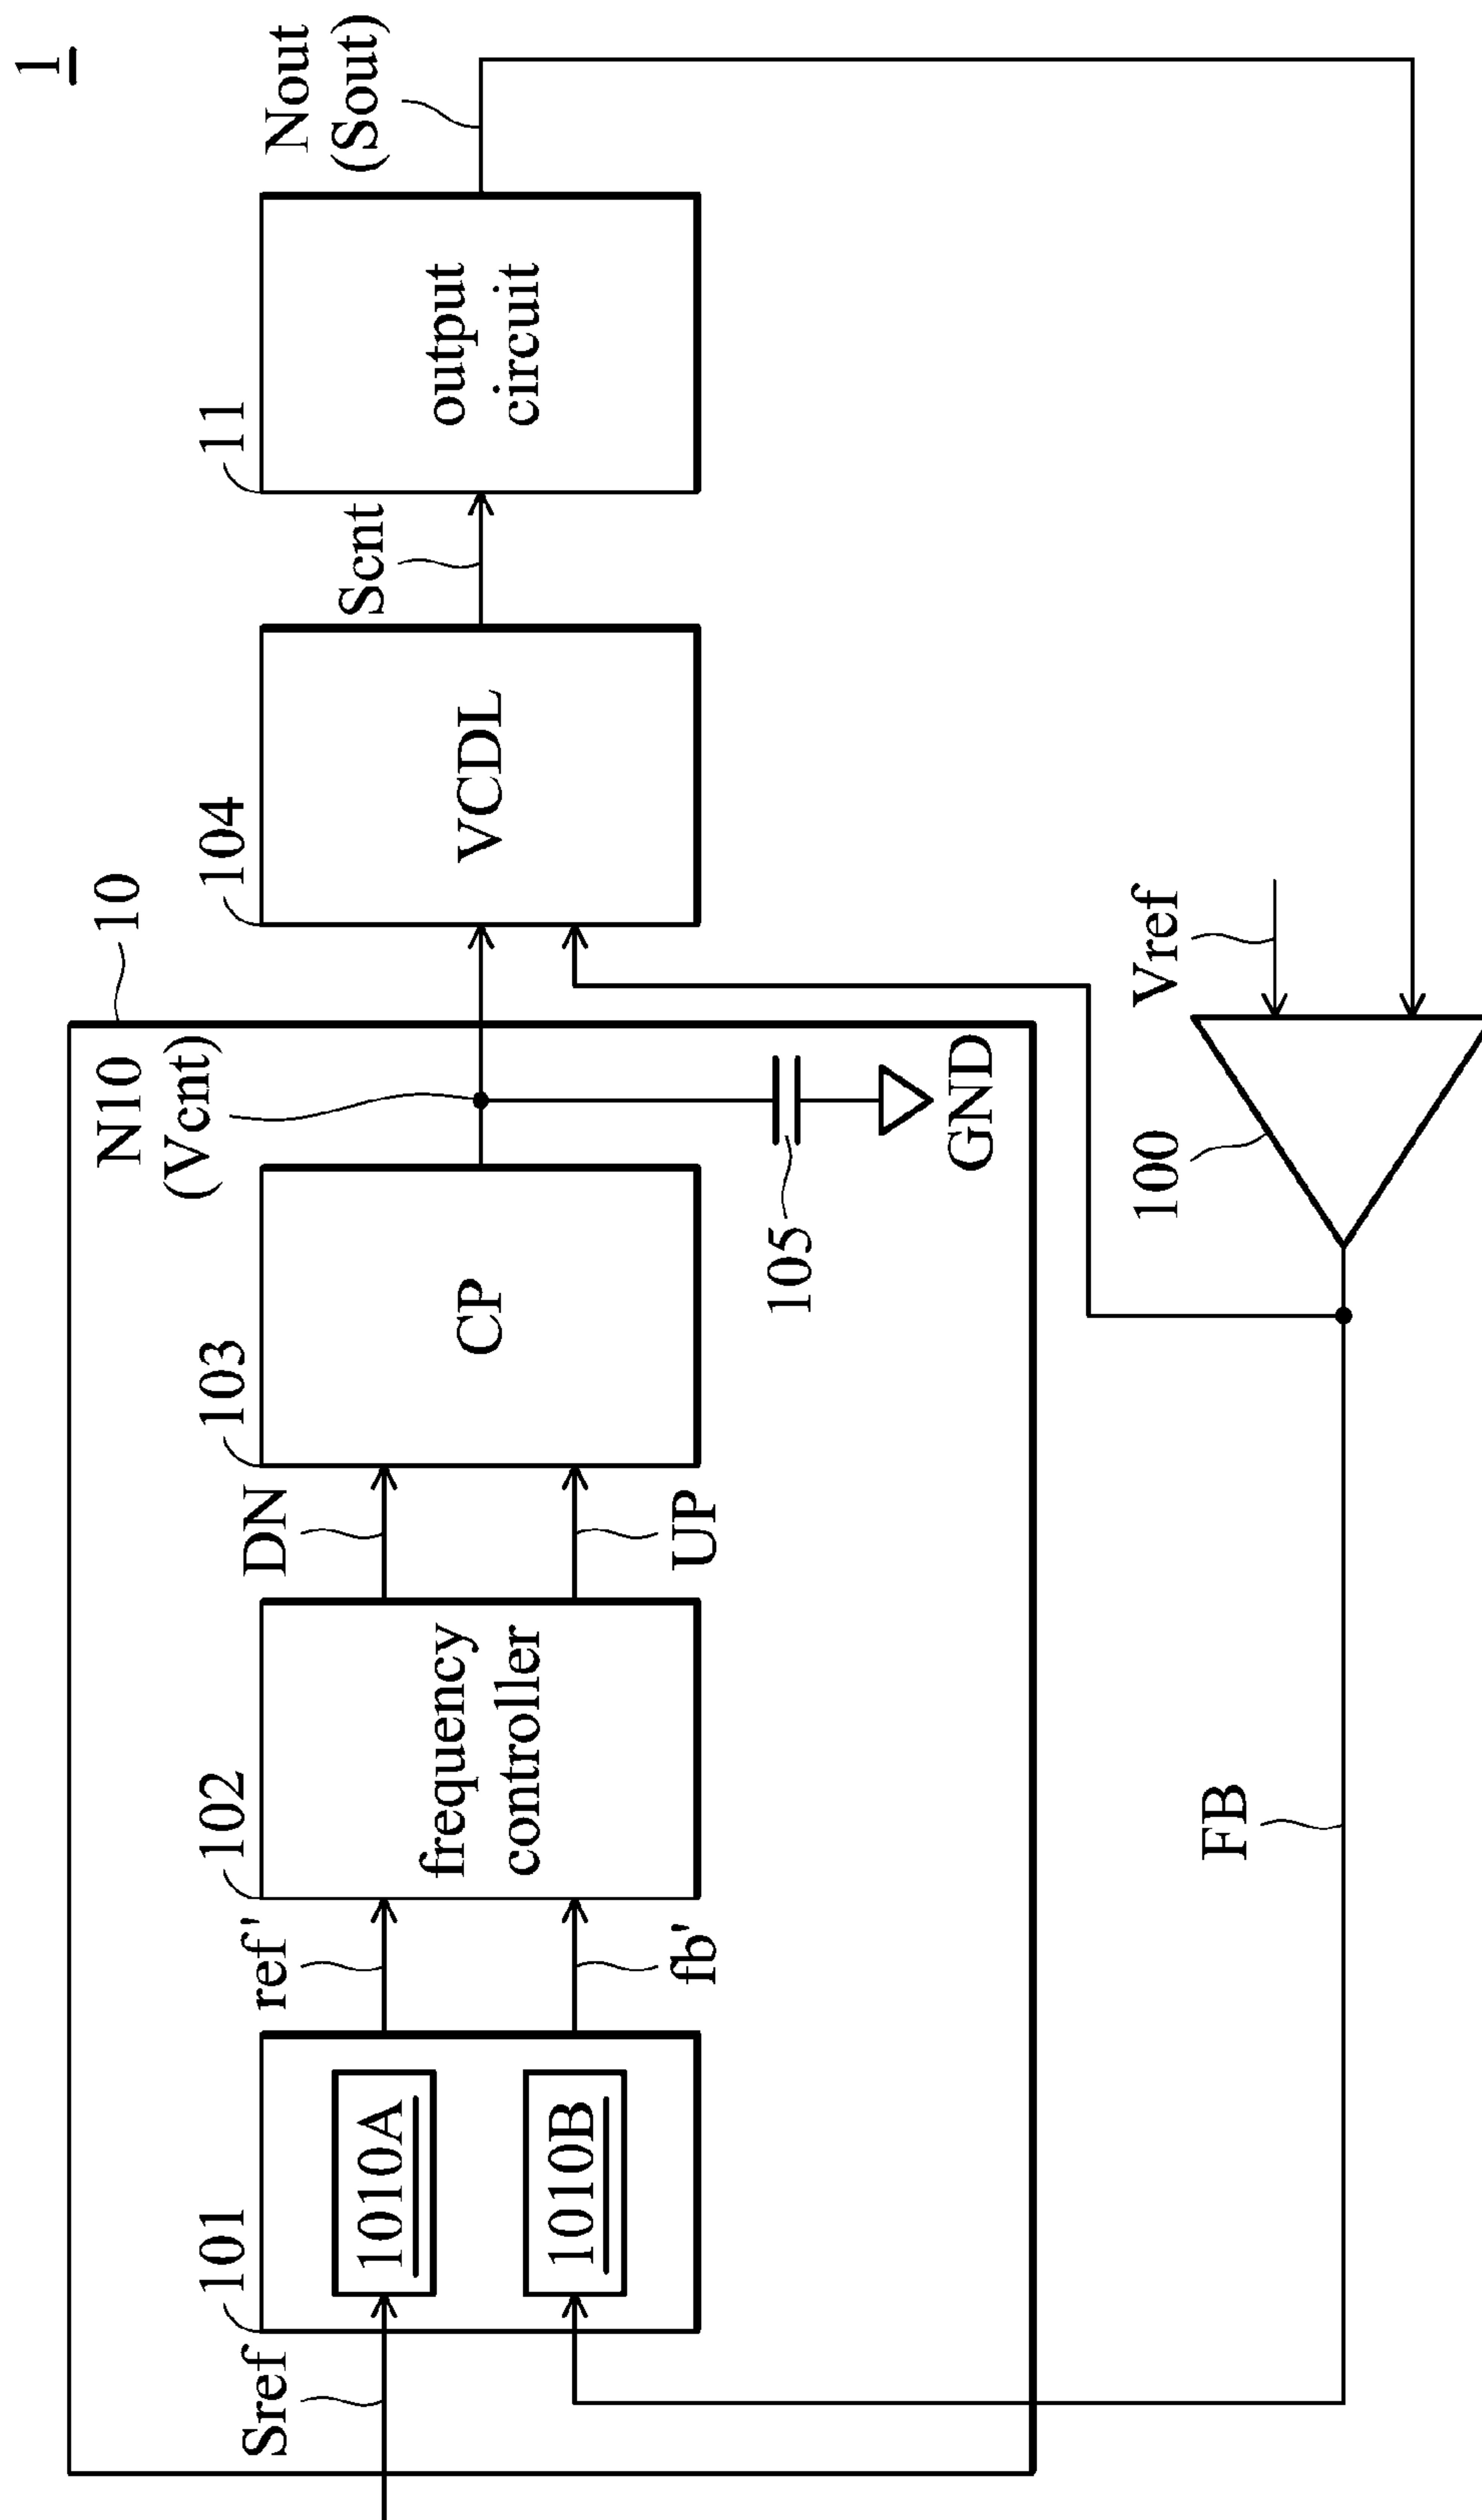 1
10
N10
(Vcnt)
Nout
(Sout)
101
102
103
104
11
Sref
ref'
DN
Scnt
1010A
1010B
frequency
controller
CP
VCDL
output
circuit
fb'
UP
105
GND
100
Vref
FB